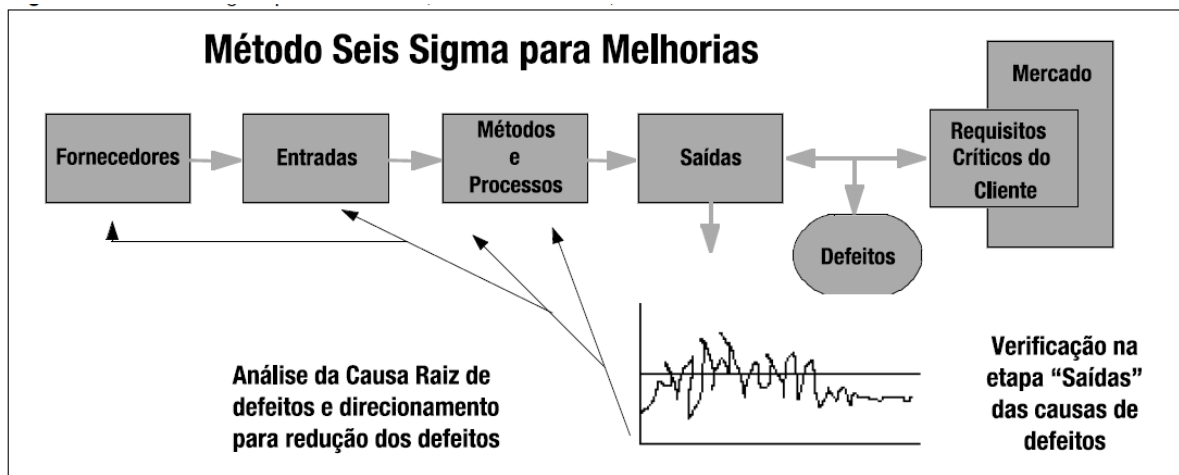 Método Seis Sigma para Melhorias
Mercado
Fornecedores
Entradas
Métodos
e
Processos
Saídas
Requisitos
Críticos do
Cliente
Defeitos
Análise da Causa Raiz de
defeitos e direcionamento
para redução dos defeitos
Verificação na
etapa “Saídas”
das causas de
defeitos